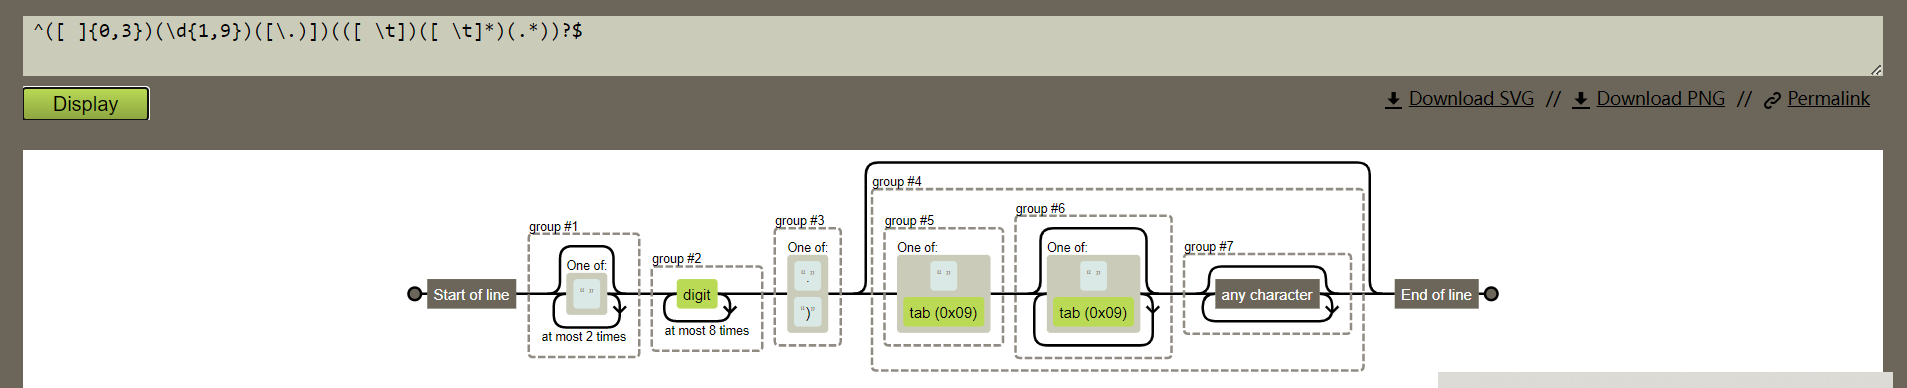 ^([ ]{0,3})(\d{1,9})([\.)])(([ \t])([ \t]*)(.*))?$
Display
Download SVG // Download PNG // Permalink
group #4
group #6
group #3
group #5
group #1
group #7
One of:
One of:
One of:
group #2
One of:
“ ”
“ ”
“.”
“ ”
digit
Start of line
any character
End of line
“)”
tab (0x09)
tab (0x09)
at most 8 times
at most 2 times